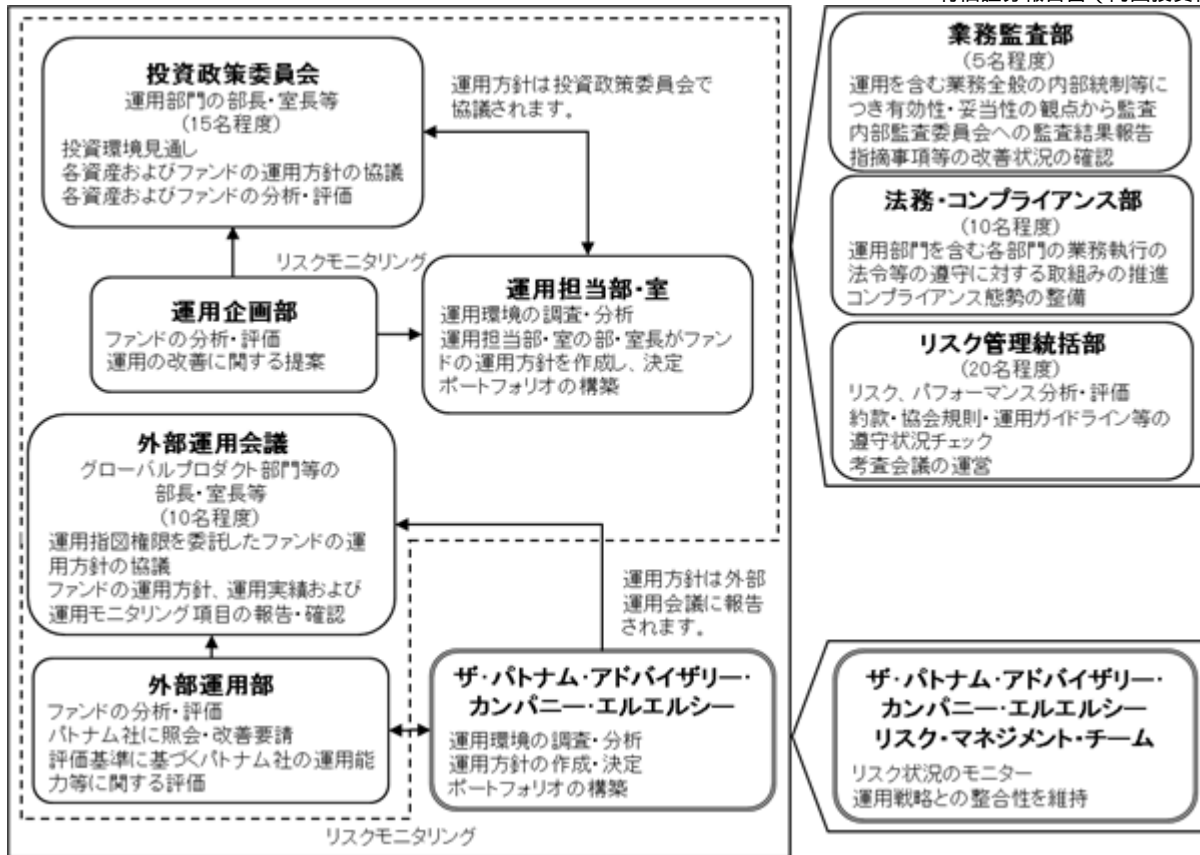 投資政策委員会
運用部門の部長・室長等
(15名程度)
投資環境見通し
各資産およびファンドの運用方針の協議
各資産およびファンドの分析・評価
運用方針は投資政策委員会で
協議されます。
リスクモニタリング
運用企画部
ファンドの分析・評価
運用の改善に関する提案
運用担当部・室
運用環境の調査・分析
運用担当部・室の部・室長がファン
ドの運用方針を作成し、決定
ポートフォリオの構築
外部運用会議
グローバルプロダクト部門等の
部長・室長等
(10名程度)
運用指図権限を委託したファンドの運
用方針の協議
ファンドの運用方針、運用実績および
運用モニタリング項目の報告・確認
運用方針は外部
運用会議に報告
されます。
外部運用部
ファンドの分析・評価
パトナム社に照会・改善要請
評価基準に基づくパトナム社の運用能
力等に関する評価
ザ・パトナム・アドバイザリー・
カンパニー・エルエルシー
運用環境の調査・分析
運用方針の作成・決定
ポートフォリオの構築
リスクモニタリング
業務監査部
(5名程度)
運用を含む業務全般の内部統制等に
つき有効性・妥当性の観点から監査
内部監査委員会への監査結果報告
指摘事項等の改善状況の確認
法務・コンプライアンス部
(10名程度)
運用部門を含む各部門の業務執行の
法令等の遵守に対する取組みの推進
コンプライアンス態勢の整備
リスク管理統括部
(20名程度)
リスク、パフォーマンス分析・評価
約款・協会規則・運用ガイドライン等の
遵守状況チェック
考査会議の運営
ザ・パトナム・アドバイザリー・
カンパニー・エルエルシー
リスク・マネジメント・チーム
リスク状況のモニター
運用戦略との整合性を維持